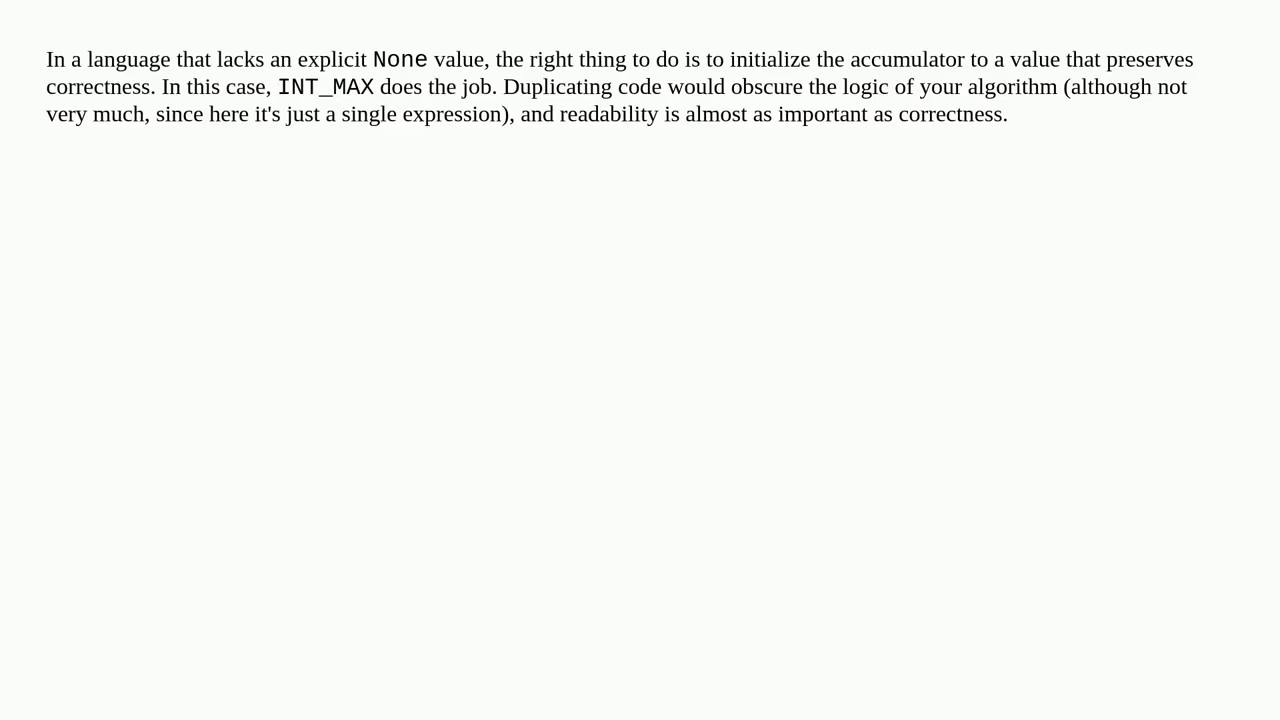 In a language that lacks an explicit None value, the right thing to do is to initialize the accumulator to a value that preserves
correctness. In this case, INT_MAX does the job. Duplicating code would obscure the logic of your algorithm (although not
very much, since here it's just a single expression), and readability is almost as important as correctness.